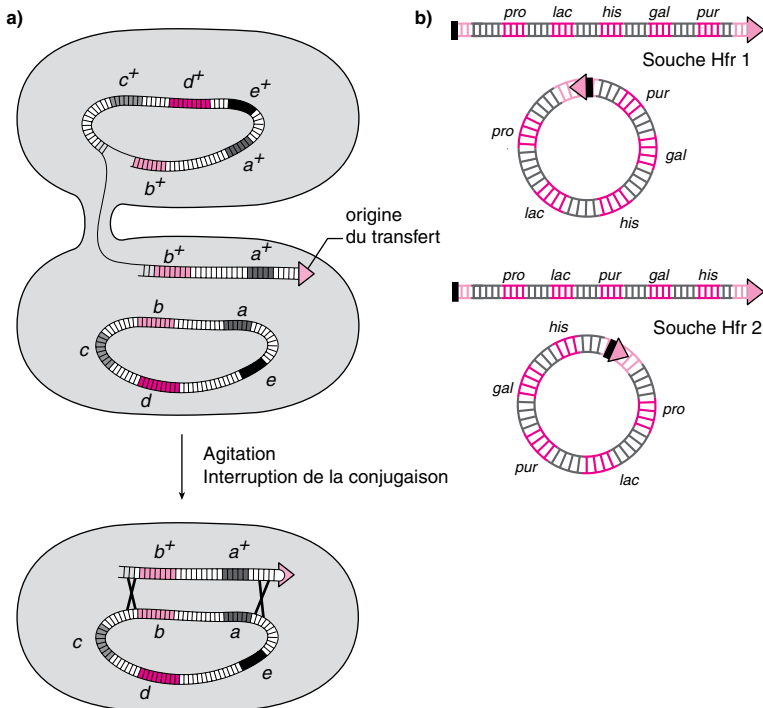 a)
c+
d+
e+
b+
a+
origine
du transfert
b+
a+
b
a
c
d
e
Agitation
Interruption de la conjugaison
b+
a+
b
a
c
d
e
b)
pro lac his gal pur
Souche Hfr 1
pur
pro
gal
lac
his
pro lac pur gal his
Souche Hfr 2
his
gal
pro
pur
lac